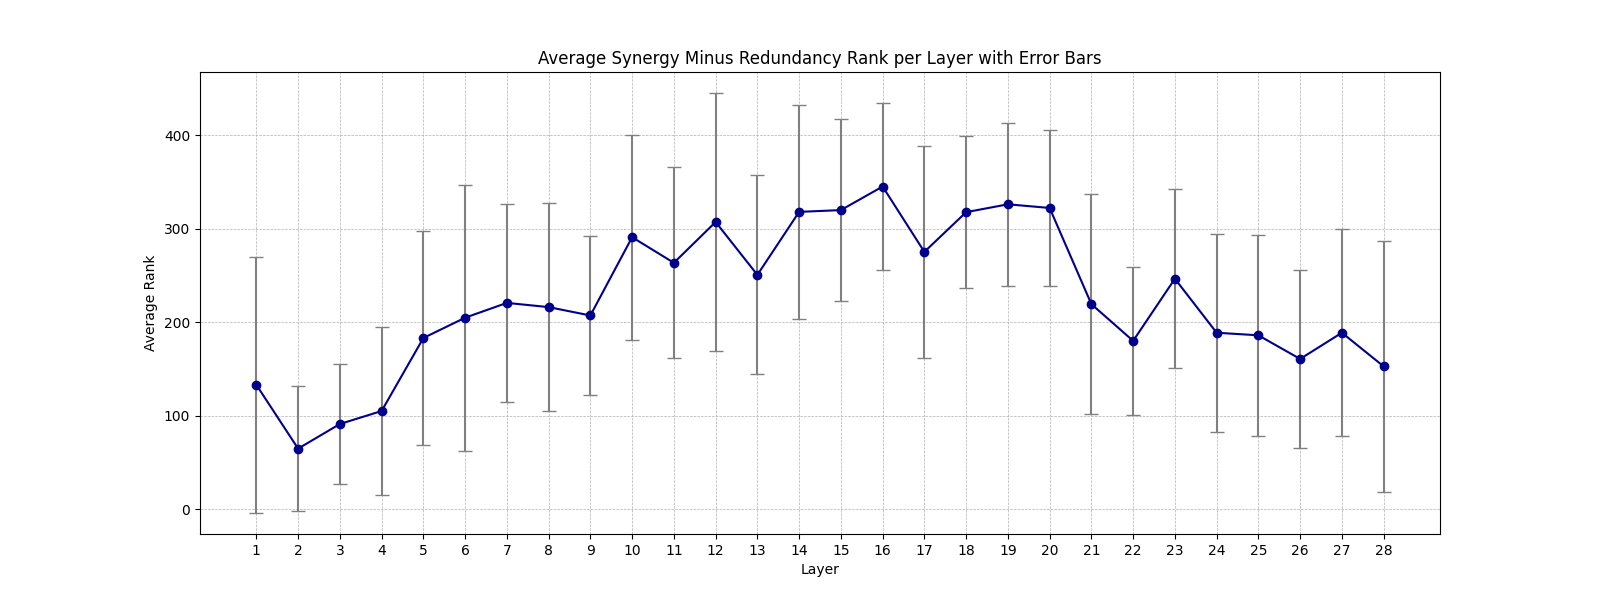 Average Synergy Minus Redundancy Rank per Layer with Error Bars
Average Rank
400
300
200
100
0
1 2 3 4 5 6 7 8 9 10 11 12 13 14 15 16 17 18 19 20 21 22 23 24 25 26 27 28
Layer